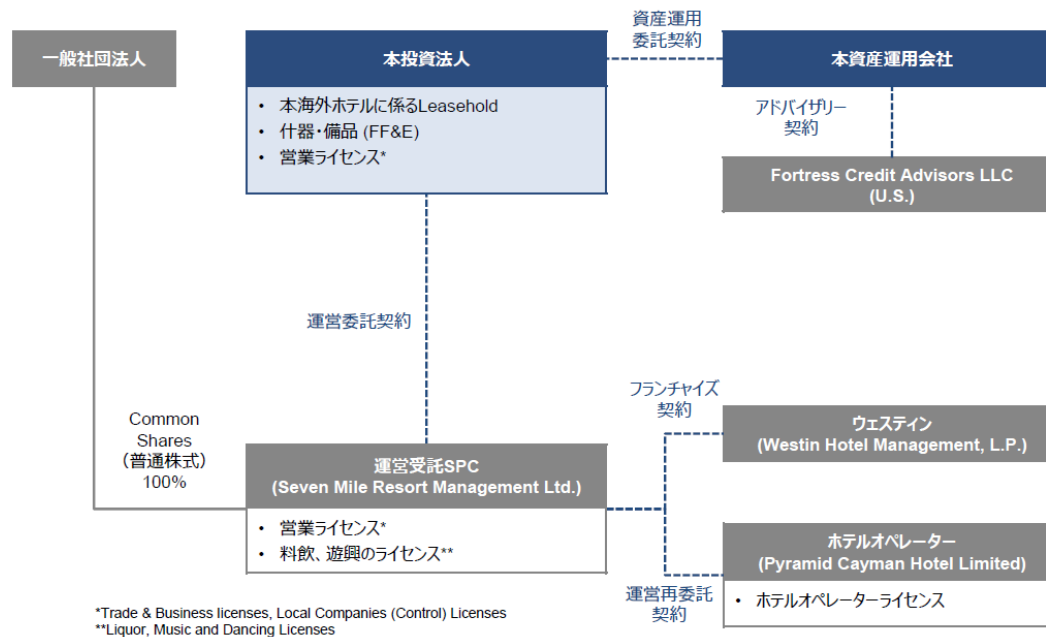 資産運用
委託契約
一般社団法人
本投資法人
本資産運用会社
• 本海外ホテルに係るLeasehold
• 什器・備品 (FF&E)
• 営業ライセンス*
アドバイザリー
契約
Fortress Credit Advisors LLC
(U.S.)
運営委託契約
フランチャイズ
契約
Common
Shares
(普通株式)
100%
ウェスティン
(Westin Hotel Management, L.P.)
運営受託SPC
(Seven Mile Resort Management Ltd.)
• 営業ライセンス*
• 料飲、遊興のライセンス**
ホテルオペレーター
(Pyramid Cayman Hotel Limited)
運営再委託
契約
• ホテルオペレーターライセンス
*Trade & Business licenses, Local Companies (Control) Licenses
**Liquor, Music and Dancing Licenses